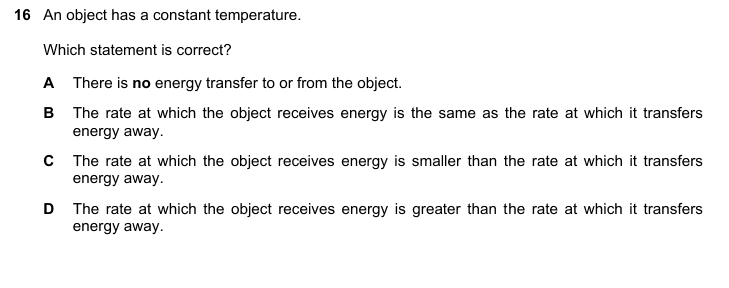 16 An object has a constant temperature.
Which statement is correct?
A There is no energy transfer to or from the object.
B The rate at which the object receives energy is the same as the rate at which it transfers
energy away.
C The rate at which the object receives energy is smaller than the rate at which it transfers
energy away.
D The rate at which the object receives energy is greater than the rate at which it transfers
energy away.